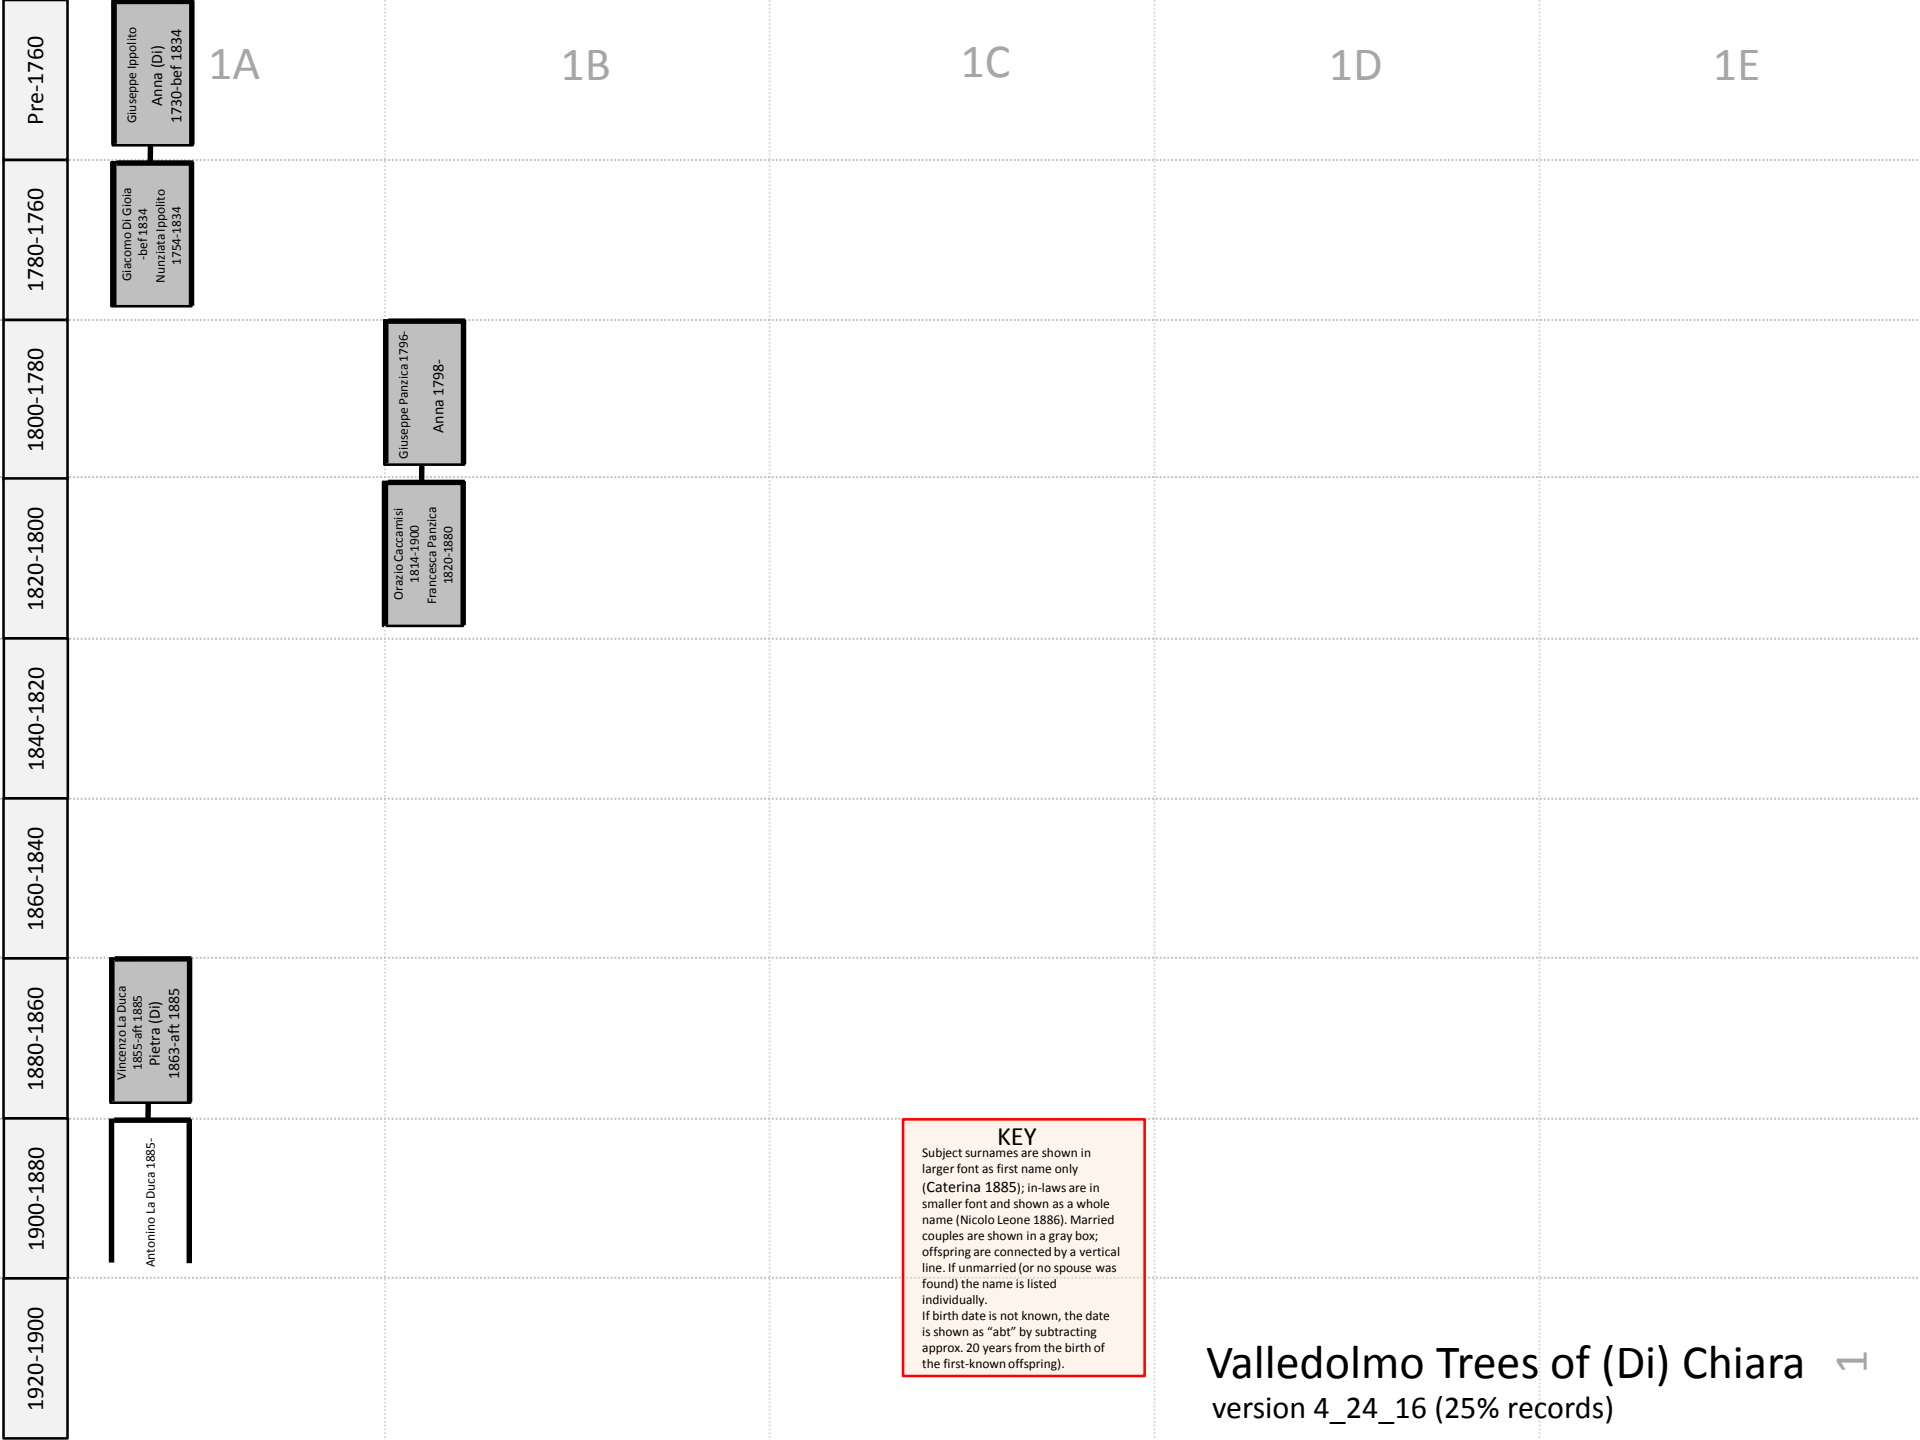 Pre-1760
1780-1760
1800-1780
1820-1800
1840-1820
1860-1840
1880-1860
1900-1880
1920-1900
1A
1B
1C
1D
1E
Giuseppe Ippolito
Anna (Di)
1730-bef 1834
Giacomo Di Gioia
-bef 1834
Nunziata Ippolito
1754-1834
Giuseppe Panzica 1796-
Anna 1798-
Orazio Caccamisi
1814-1900
Francesca Panzica
1820-1880
Vincenzo La Duca
1855-aft 1885
Pietra (Di)
1863-aft 1885
Antonino La Duca 1885-
KEY
Subject surnames are shown in
larger font as first name only
(Caterina 1885); in-laws are in
smaller font and shown as a whole
name (Nicolo Leone 1886). Married
couples are shown in a gray box;
offspring are connected by a vertical
line. If unmarried (or no spouse was
found) the name is listed
individually.
If birth date is not known, the date
is shown as “abt” by subtracting
approx. 20 years from the birth of
the first-known offspring).
Valledolmo Trees of (Di) Chiara
version 4_24_16 (25% records)
1